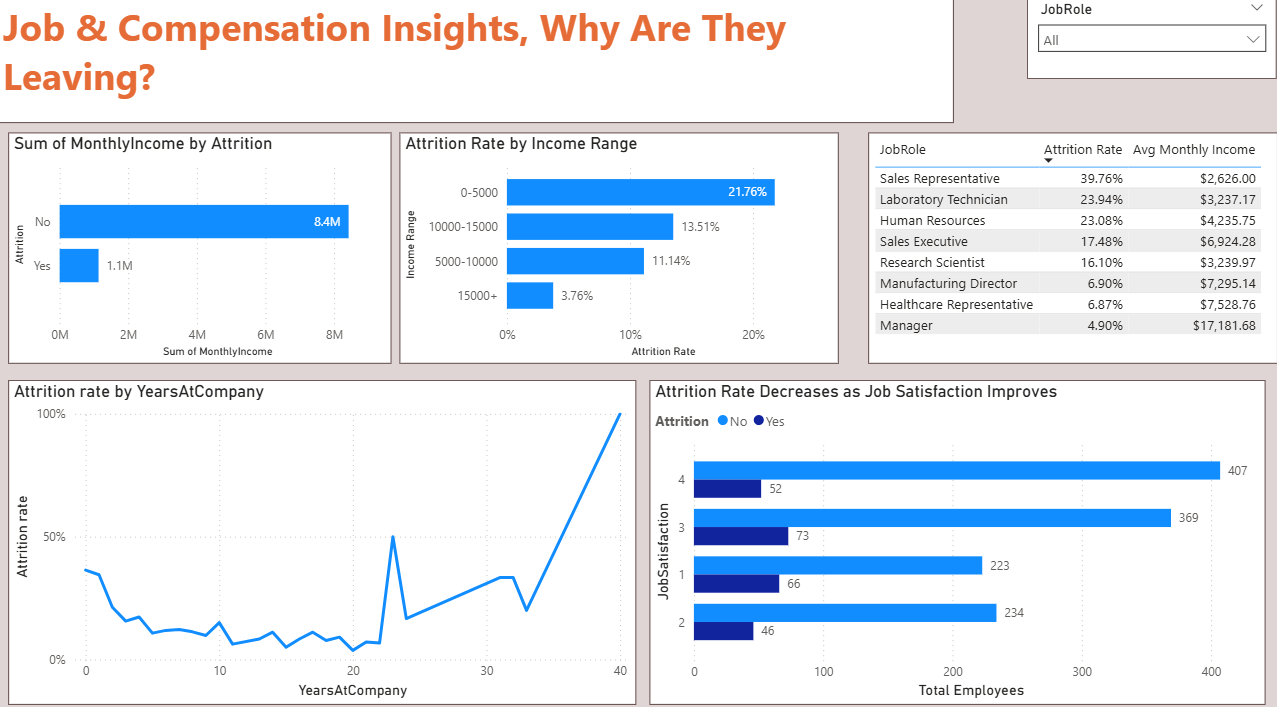 Job & Compensation Insights, Why Are They
Leaving?
JobRole
All
Sum of MonthlyIncome by Attrition
Attrition
No
8.4M
Yes
1.1M
0M 2M 4M 6M 8M
Sum of MonthlyIncome
Attrition Rate by Income Range
Income Range
0-5000
21.76%
10000-15000
13.51%
5000-10000
11.14%
15000+
3.76%
0% 10% 20%
Attrition Rate
JobRole Attrition Rate Avg Monthly Income
Sales Representative 39.76% $2,626.00
Laboratory Technician 23.94% $3,237.17
Human Resources 23.08% $4,235.75
Sales Executive 17.48% $6,924.28
Research Scientist 16.10% $3,239.97
Manufacturing Director 6.90% $7,295.14
Healthcare Representative 6.87% $7,528.76
Manager 4.90% $17,181.68
Attrition rate by YearsAtCompany
Attrition rate
100%
50%
0%
0 10 20 30 40
YearsAtCompany
Attrition Rate Decreases as Job Satisfaction Improves
Attrition No Yes
JobSatisfaction
4
407
52
3
369
73
1
223
66
2
234
46
0 100 200 300 400
Total Employees